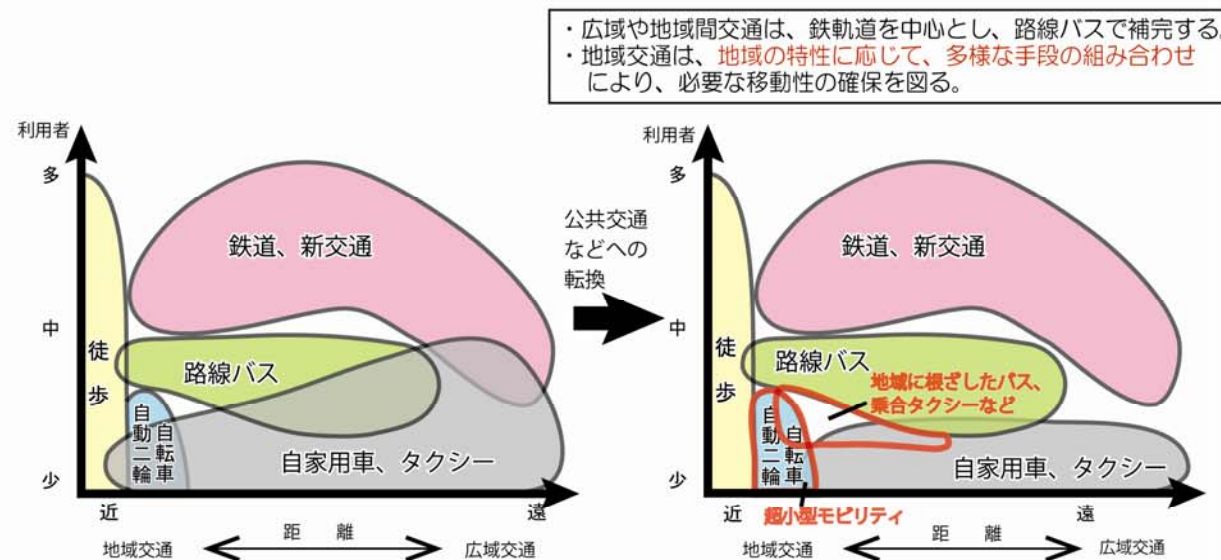 ・広域や地域間交通は、鉄軌道を中心とし、路線バスで補完する。
・地域交通は、地域の特性に応じて、多様な手段の組み合わせ
により、必要な移動性の確保を図る。
利用者
多
中
少
徒歩
鉄道、新交通
路線バス
自動二輪
自転車
自家用車、タクシー
近
遠
距 離
地域交通
広域交通
公共交通
などへの
転換
利用者
多
中
少
徒歩
鉄道、新交通
路線バス
地域に根ざしたバス、
乗合タクシーなど
自動二輪
自転車
自家用車、タクシー
超小型モビリティ
近
遠
距 離
地域交通
広域交通